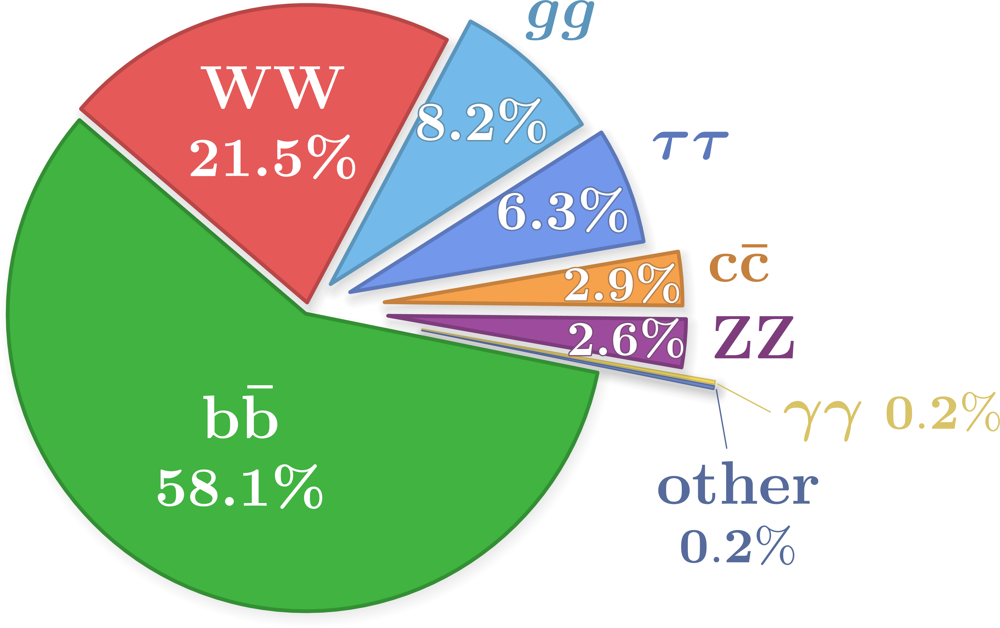 gg
WW
8.2%
21.5%
ττ
6.3%
cc̄
2.9%
ZZ
2.6%
bb̄
58.1%
γγ 0.2%
other
0.2%